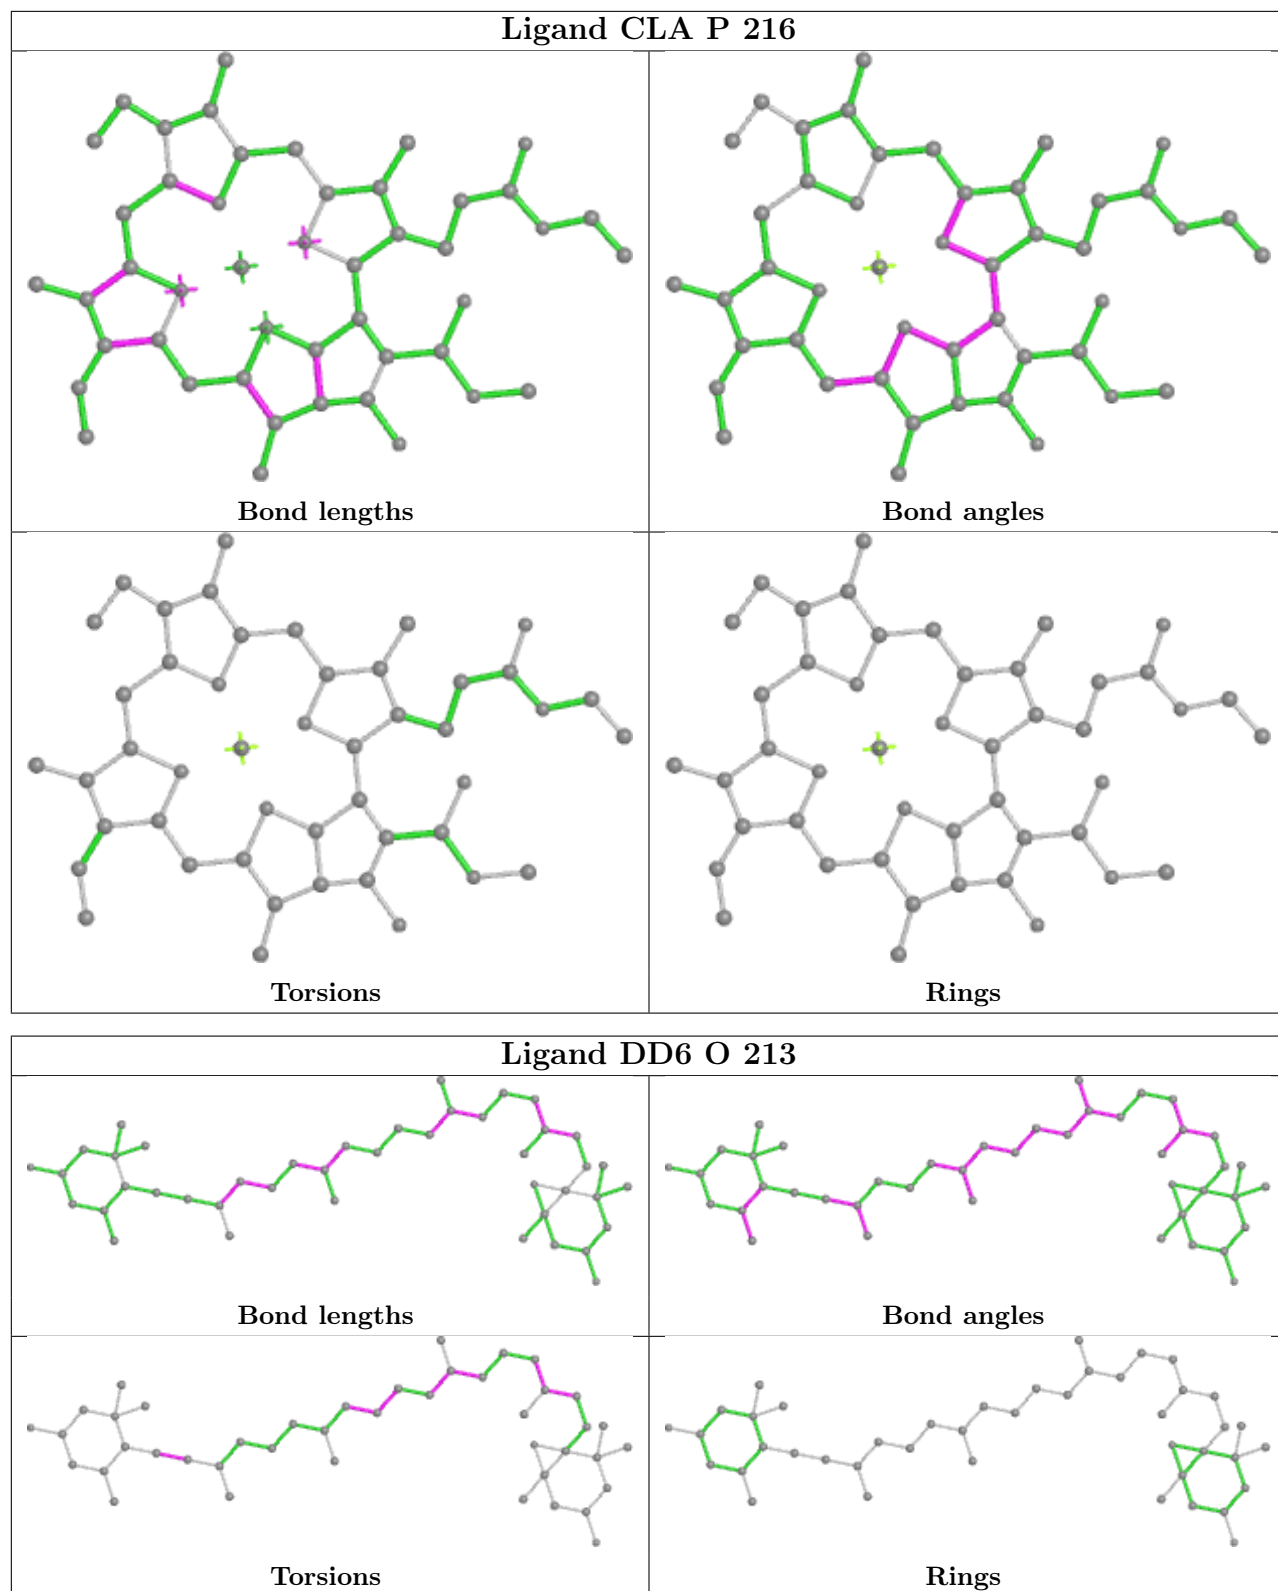 Ligand CLA P 216
Bond lengths
Bond angles
Torsions
Rings
Ligand DD6 O 213
Bond lengths
Bond angles
Torsions
Rings